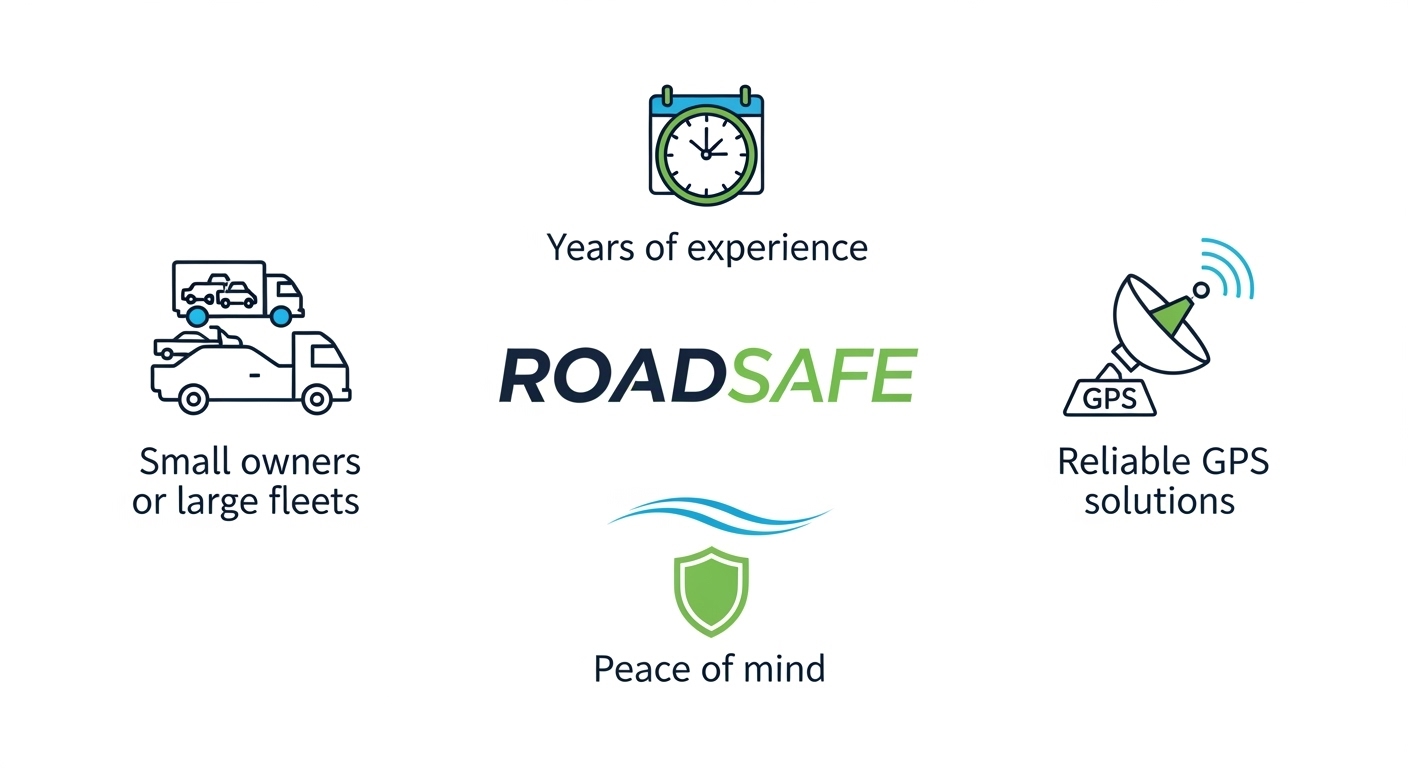 Years of experience
Small owners
or large fleets
ROADSAFE
GPS
Reliable GPS
solutions
Peace of mind